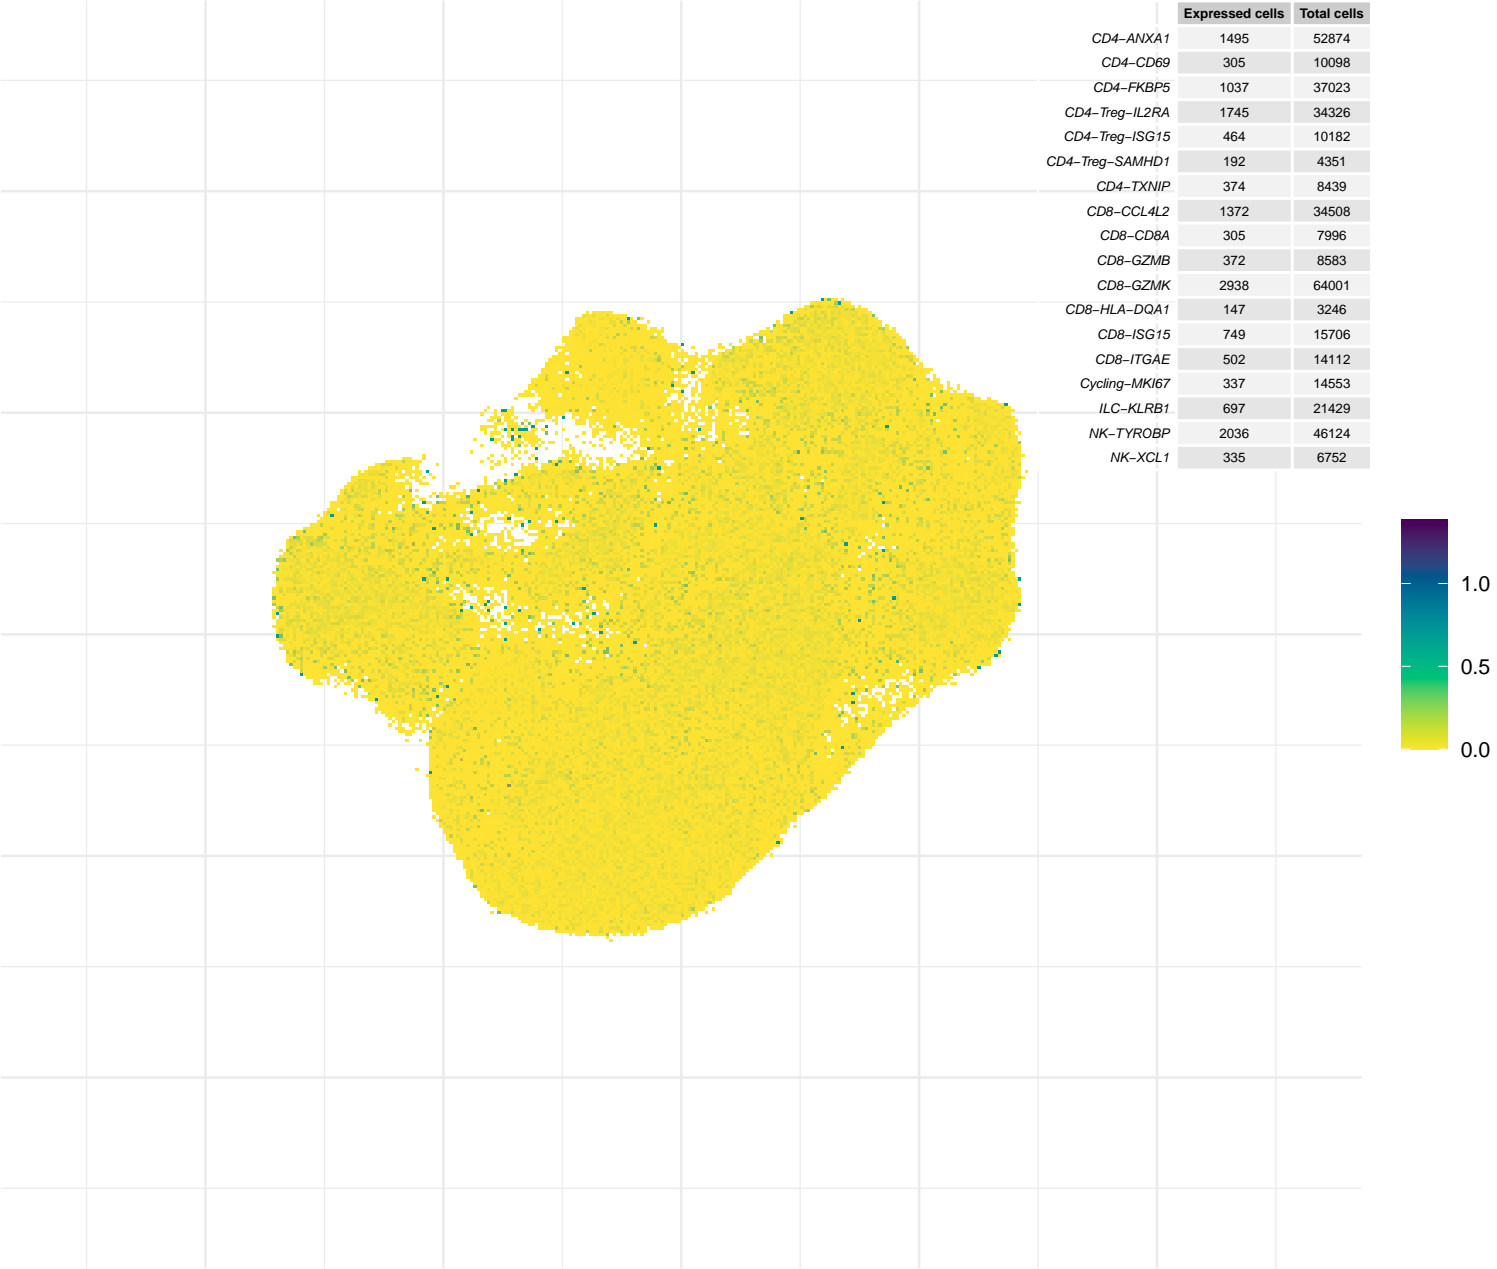 Expressed cells Total cells
CD4−ANXA1 1495 52874
CD4−CD69 305 10098
CD4−FKBP5 1037 37023
CD4−Treg−IL2RA 1745 34326
CD4−Treg−ISG15 464 10182
CD4−Treg−SAMHD1 192 4351
CD4−TXNIP 374 8439
CD8−CCL4L2 1372 34508
CD8−CD8A 305 7996
CD8−GZMB 372 8583
CD8−GZMK 2938 64001
CD8−HLA−DQA1 147 3246
CD8−ISG15 749 15706
CD8−ITGAE 502 14112
Cycling−MKI67 337 14553
ILC−KLRB1 697 21429
NK−TYROBP 2036 46124
NK−XCL1 335 6752
1.0
0.5
0.0